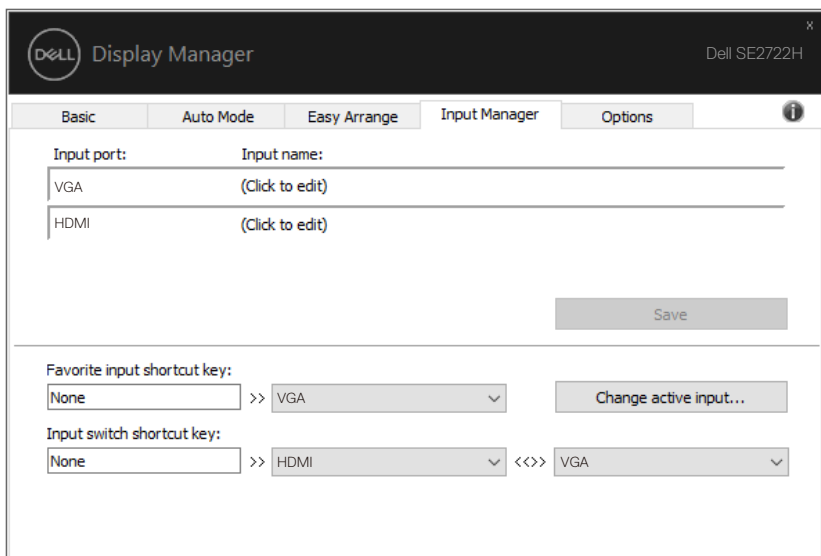 x
DELL Display Manager Dell SE2722H
Basic Auto Mode Easy Arrange Input Manager Options i
Input port: Input name:
VGA (Click to edit)
HDMI (Click to edit)
Save
Favorite input shortcut key:
None >> VGA Change active input...
Input switch shortcut key:
None >> HDMI <<>> VGA